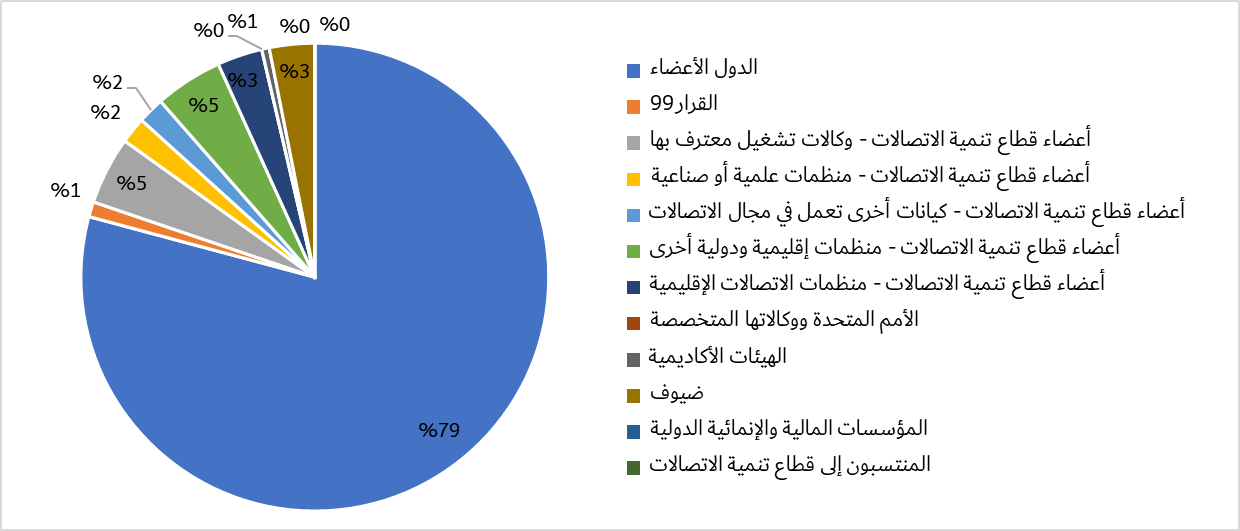 %0
%0
%1
%0
%3
%3
%5
%2
%2
%5
%1
%79
الدول الأعضاء
القرار99
أعضاء قطاع تنمية الاتصالات - وكالات تشغيل معترف بها
أعضاء قطاع تنمية الاتصالات - منظمات علمية أو صناعية
أعضاء قطاع تنمية الاتصالات - كيانات أخرى تعمل في مجال الاتصالات
أعضاء قطاع تنمية الاتصالات - منظمات إقليمية ودولية أخرى
أعضاء قطاع تنمية الاتصالات - منظمات الاتصالات الإقليمية
الأمم المتحدة ووكالاتها المتخصصة
الهيئات الأكاديمية
ضيوف
المؤسسات المالية والإنمائية الدولية
المنتسبون إلى قطاع تنمية الاتصالات